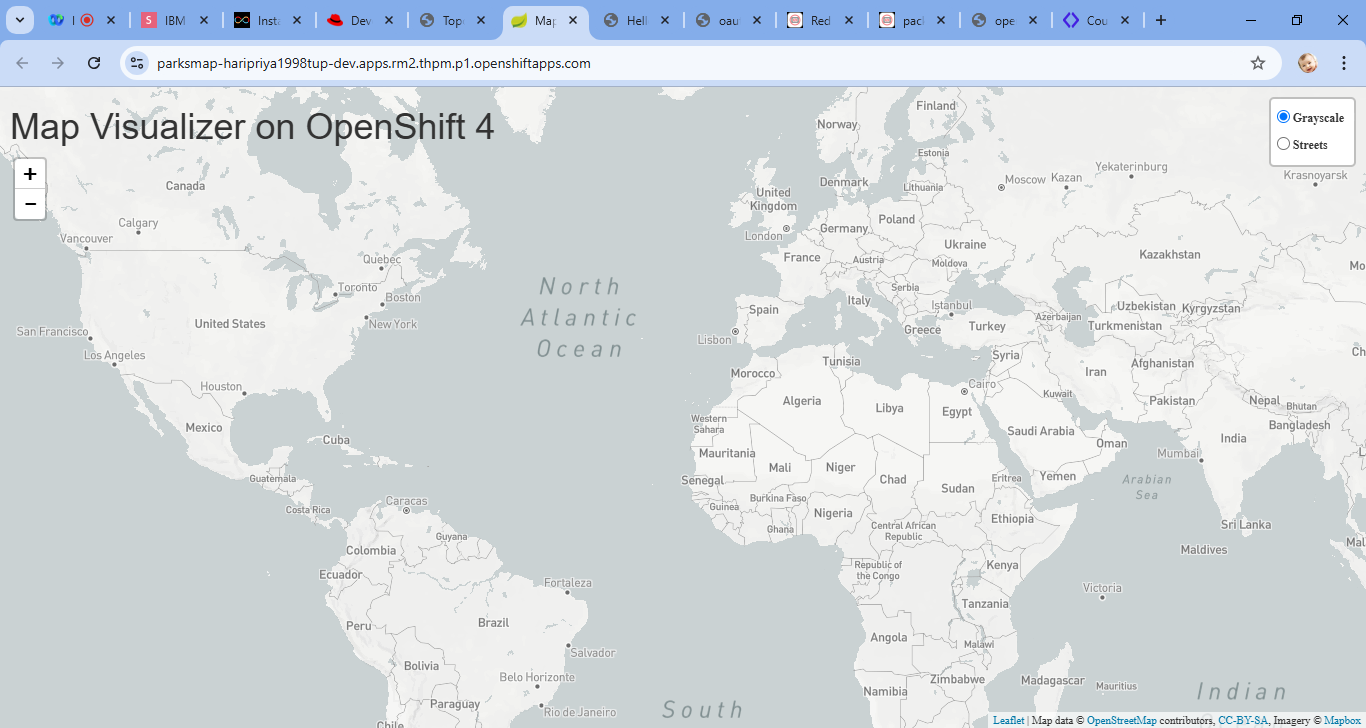 I
IBM
Insta
Dev
Top
Map
Hell
oau
Red
pack
ope
Cou
parksmap-haripriya1998tup-dev.apps.rm2.thpm.p1.openshiftapps.com
Map Visualizer on OpenShift 4
+
−
Grayscale
Streets
Finland
Norway
Estonia
Yekaterinburg
Moscow
Kazan
Krasnoyarsk
Canada
United
Kingdom
Denmark
Lithuania
Calgary
Poland
Vancouver
London
Germany
Ukraine
Quebec
France
Austria
Moldova
Kazakhstan
Mo
North
Atlantic
Ocean
Toronto
Boston
Serbia
Italy
Istanbul
Uzbekistan
Kyrgyzstan
United States
New York
Spain
Azerbaijan
Turkmenistan
San Francisco
Lisbon
Greece
Turkey
Los Angeles
Tunisia
Syria
Ch
Morocco
Iran
Afghanistan
Houston
Cairo
Kuwait
Algeria
Libya
Egypt
Pakistan
Nepal
Bhutan
Western
Sahara
Bangladesh
Mexico
Saudi Arabia
India
Cuba
Oman
Mauritania
Mumbai
Mali
Niger
Chad
Guatemala
Senegal
Sudan
Eritrea
Yemen
Arabian
Sea
Caracas
Burkina Faso
Costa Rica
Guinea
Nigeria
Ethiopia
Ghana
Central African
Republic
Sri Lanka
Guyana
Colombia
Maldives
Mal
Republic of
the Congo
Kenya
Ecuador
Fortaleza
Victoria
Tanzania
Peru
Brazil
Angola
Malawi
Salvador
Bolivia
Belo Horizonte
Zimbabwe
Madagascar
Mauritius
Namibia
Indian
Paraguay
Rio de Janeiro
South
Chile
Leaflet | Map data © OpenStreetMap contributors, CC-BY-SA, Imagery © Mapbox